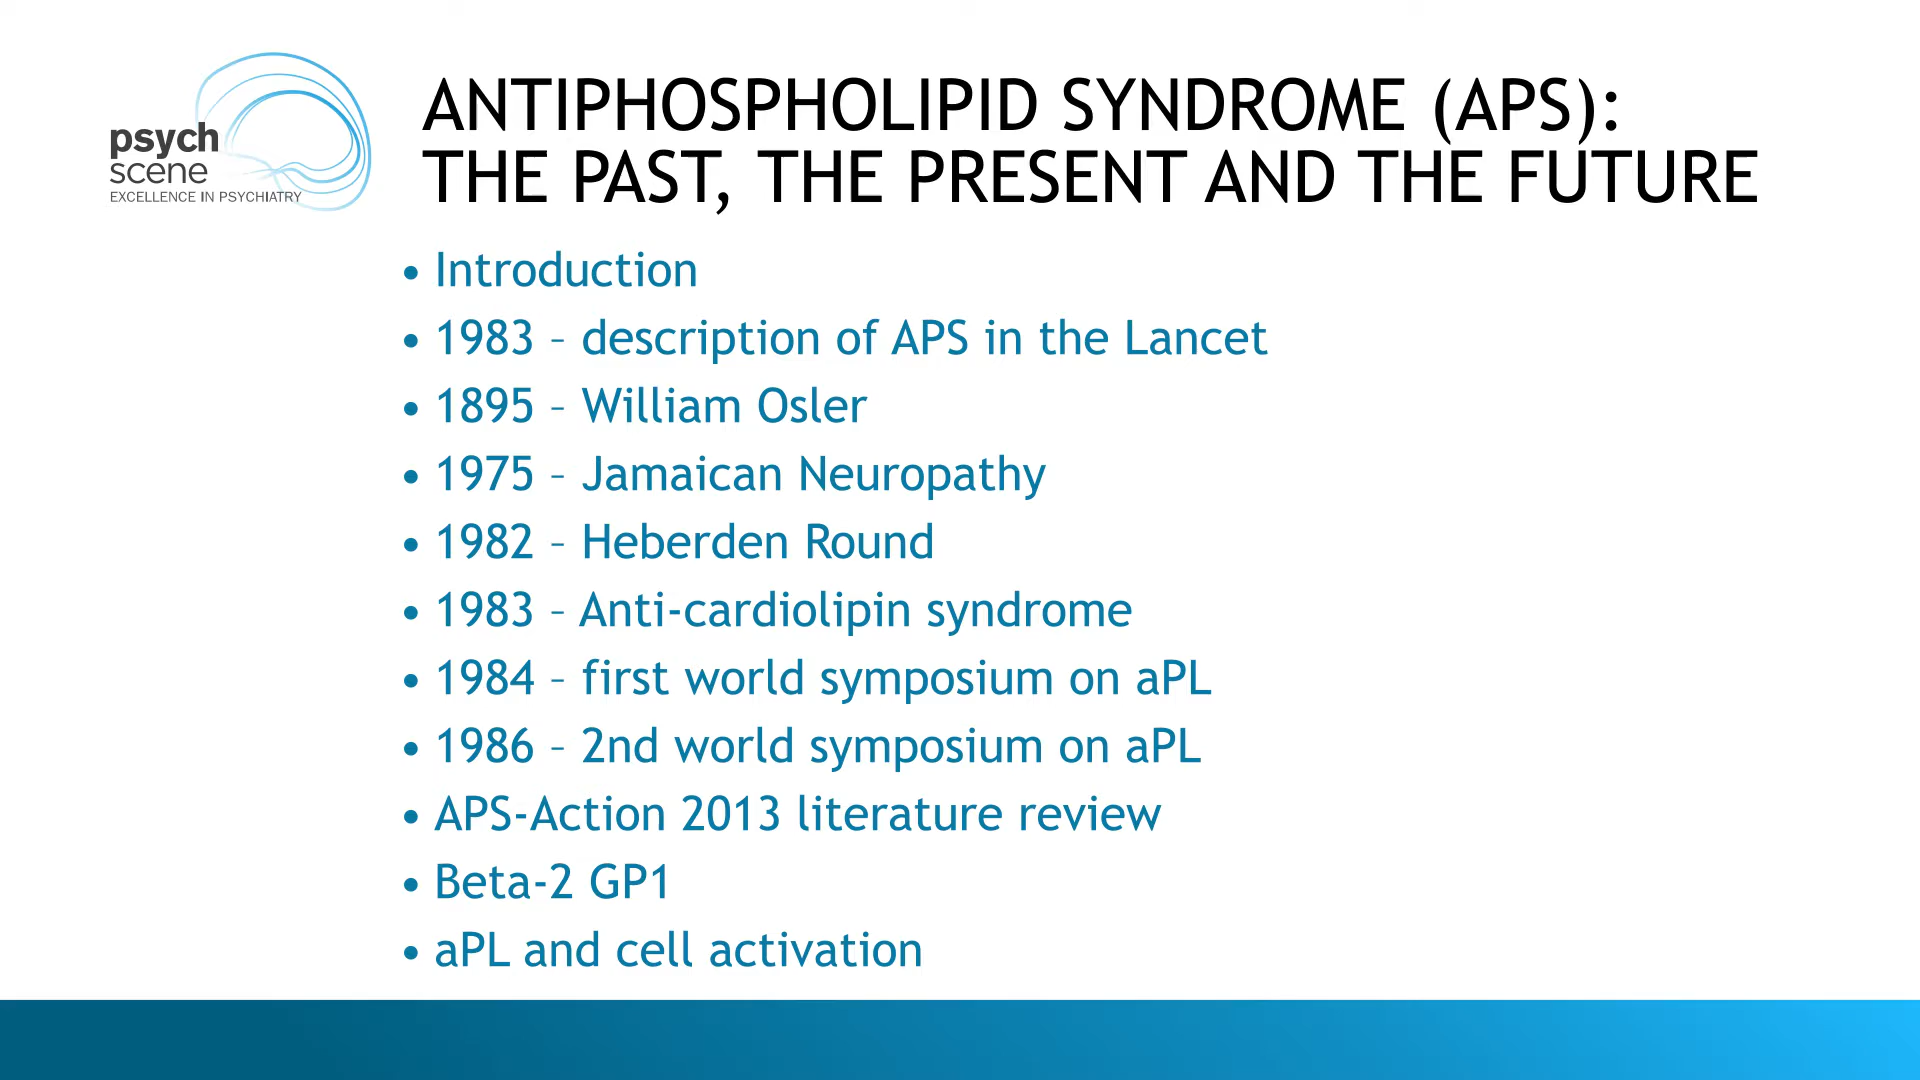 psych
scene
EXCELLENCE IN PSYCHIATRY
ANTIPHOSPHOLIPID SYNDROME (APS):
THE PAST, THE PRESENT AND THE FUTURE
• Introduction
• 1983 – description of APS in the Lancet
• 1895 – William Osler
• 1975 – Jamaican Neuropathy
• 1982 – Heberden Round
• 1983 – Anti-cardiolipin syndrome
• 1984 – first world symposium on aPL
• 1986 – 2nd world symposium on aPL
• APS-Action 2013 literature review
• Beta-2 GP1
• aPL and cell activation